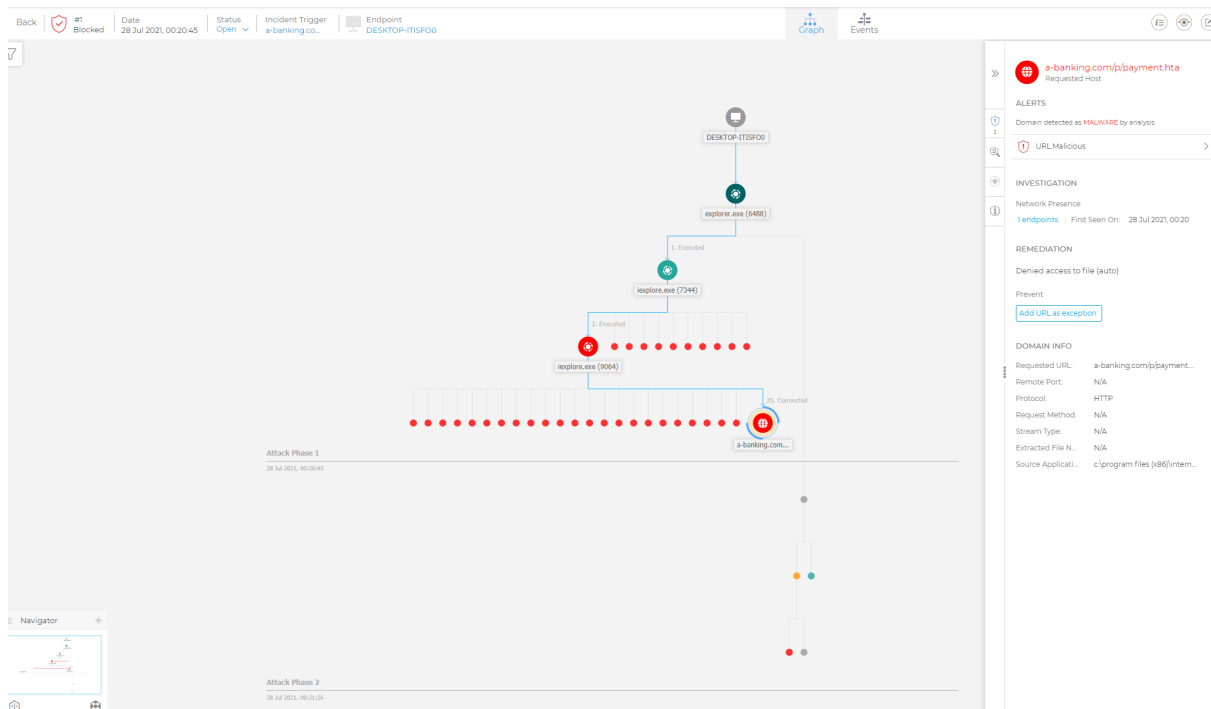 Back
#1
Blocked
Date
28 Jul 2021, 00:20:45
Status
Open
Incident Trigger
a-banking.co...
Endpoint
DESKTOP-ITISFO0
Graph
Events
DESKTOP-ITISFO0
explorer.exe (6488)
1. Executed
iexplore.exe (7344)
2. Executed
iexplore.exe (9064)
35. Connected
a-banking.com...
Attack Phase 1
28 Jul 2021, 00:20:45
Attack Phase 2
28 Jul 2021, 00:21:26
Navigator
1
a-banking.com/p/payment.hta
Requested Host
ALERTS
Domain detected as MALWARE by analysis
URL.Malicious
INVESTIGATION
Network Presence
1 endpoints | First Seen On: 28 Jul 2021, 00:20
REMEDIATION
Denied access to file (auto)
Prevent
Add URL as exception
DOMAIN INFO
Requested URL: a-banking.com/p/payment...
Remote Port: N/A
Protocol: HTTP
Request Method: N/A
Stream Type: N/A
Extracted File N... N/A
Source Applicati... c:\program files (x86)\intern...